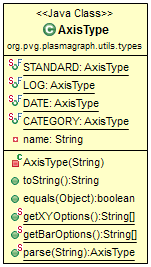 <<Java Class>>
AxisType
org.pvg.plasmagraph.utils.types
STANDARD: AxisType
LOG: AxisType
DATE: AxisType
CATEGORY: AxisType
name: String
AxisType(String)
toString():String
equals(Object):boolean
getXYOptions():String[]
getBarOptions():String[]
parse(String):AxisType